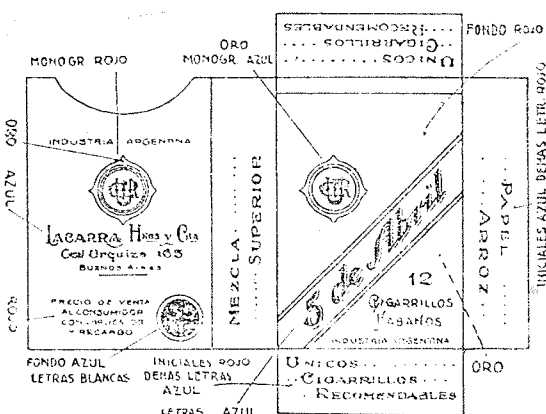 UNICOS........
....CIGARRILLOS
RECOMENDABLES
FONDO ROJO
ORO
MONOGR. AZUL
MONOGR ROJO
ORO AZUL
ROJO
INDUSTRIA ARGENTINA
LAGARRA, Hnos y Cia
Gral Urquiza 165
BUENOS AIRES
PRECIO DE VENTA
AL CONSUMIDOR
RECARGO
MEZCLA.......
...... SUPERIOR
5 de Abril
12
CIGARRILLOS
HABANOS
INDUSTRIA ARGENTINA
.....PAPEL
ARROZ.....
INICIALES AZUL DEMAS LETR. ROJO
FONDO AZUL
LETRAS BLANCAS
INICIALES ROJO
DEMAS LETRAS
AZUL
LETRAS AZUL
UNICOS........
..CIGARRILLOS....
..RECOMENDABLES
ORO